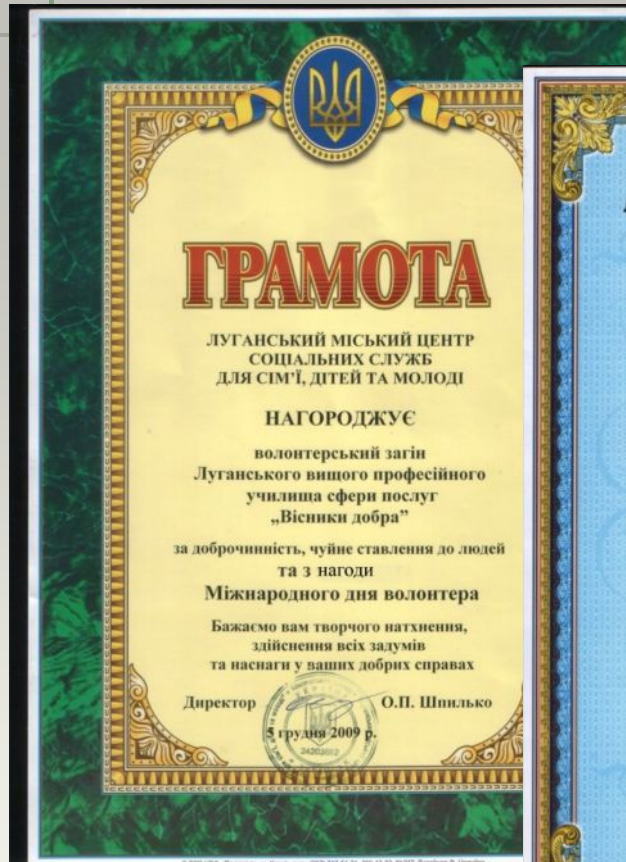 ГРАМОТА
ЛУГАНСЬКИЙ МІСЬКИЙ ЦЕНТР
СОЦІАЛЬНИХ СЛУЖБ
ДЛЯ СІМ'Ї, ДІТЕЙ ТА МОЛОДІ
НАГОРОДЖУЄ
волонтерський загін
Луганського вищого професійного
училища сфери послуг
„Вісники добра”
за доброчинність, чуйне ставлення до людей
та з нагоди
Міжнародного дня волонтера
Бажаємо вам творчого натхнення,
здійснення всіх задумів
та наснаги у ваших добрих справах
Директор О.П. Шпилько
5 грудня 2009 р.